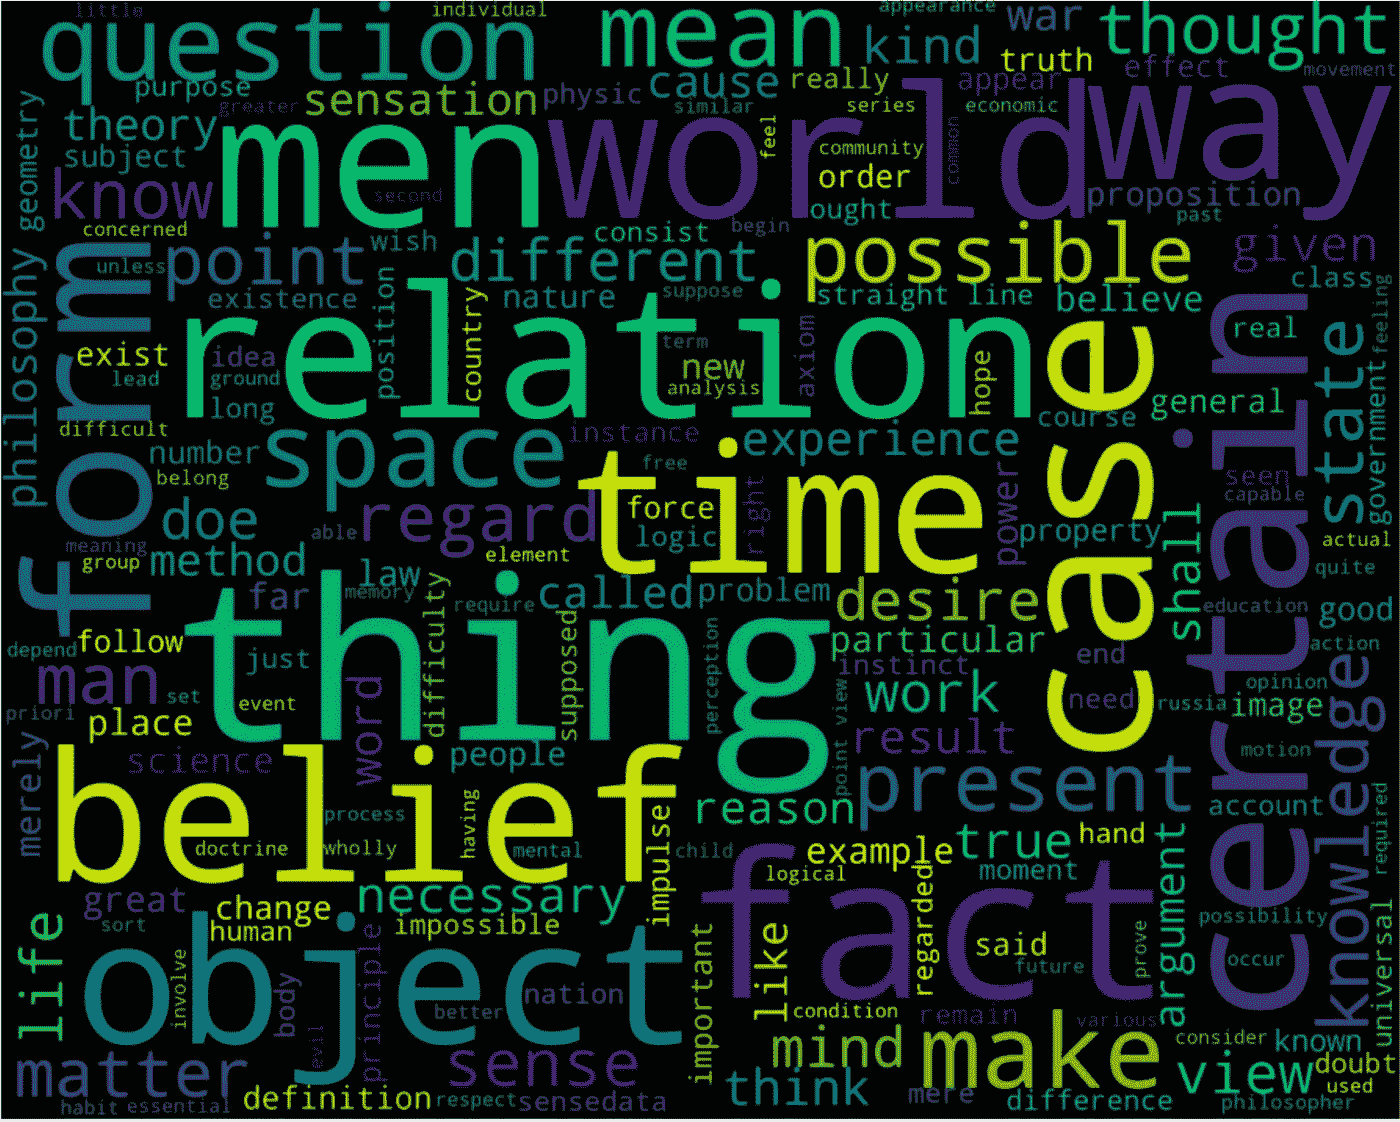 little
individual
appearance
war
thought
question
mean
kind
truth
effect
movement
purpose
greater
sensation
physic
cause
similar
really
series
appear
economic
theory
subject
geometry
know
men
second
world
feel
community
common
order
ought
way
proposition
past
concerned
unless
point
wish
existence
different
consist
begin
nature
suppose
possible
straight line
believe
given
class
feeling
philosophy
form
exist
idea
lead
ground
long
position
relation
country
term
new
analysis
axiom
hope
case
course
general
certain
real
state
government
difficult
number
belong
space
instance
experience
free
time
force
logic
right
power
property
seen
capable
actual
quite
doe
regard
able
meaning
group
method
element
law
memory
far
difficulty
require
called
problem
desire
shall
education
good
action
depend
follow
man
set
just
event
thing
supposed
perception
particular
instinct
end
work
need
russia
image
opinion
priori
place
word
point view
result
knowledge
motion
merely
science
people
belief
process
having
doctrine
wholly
mental
impulse
reason
present
account
child
example
true
hand
logical
moment
required
great
sort
change
human
necessary
impossible
fact
regarded
said
future
prove
argument
possibility
occur
universal
life
object
involve
body
evil
principle
better
nation
important
like
condition
remain
various
consider
known
matter
sense
mind
make
view
doubt
used
habit
essential
definition
respect
sensedata
think
mere
difference
philosopher